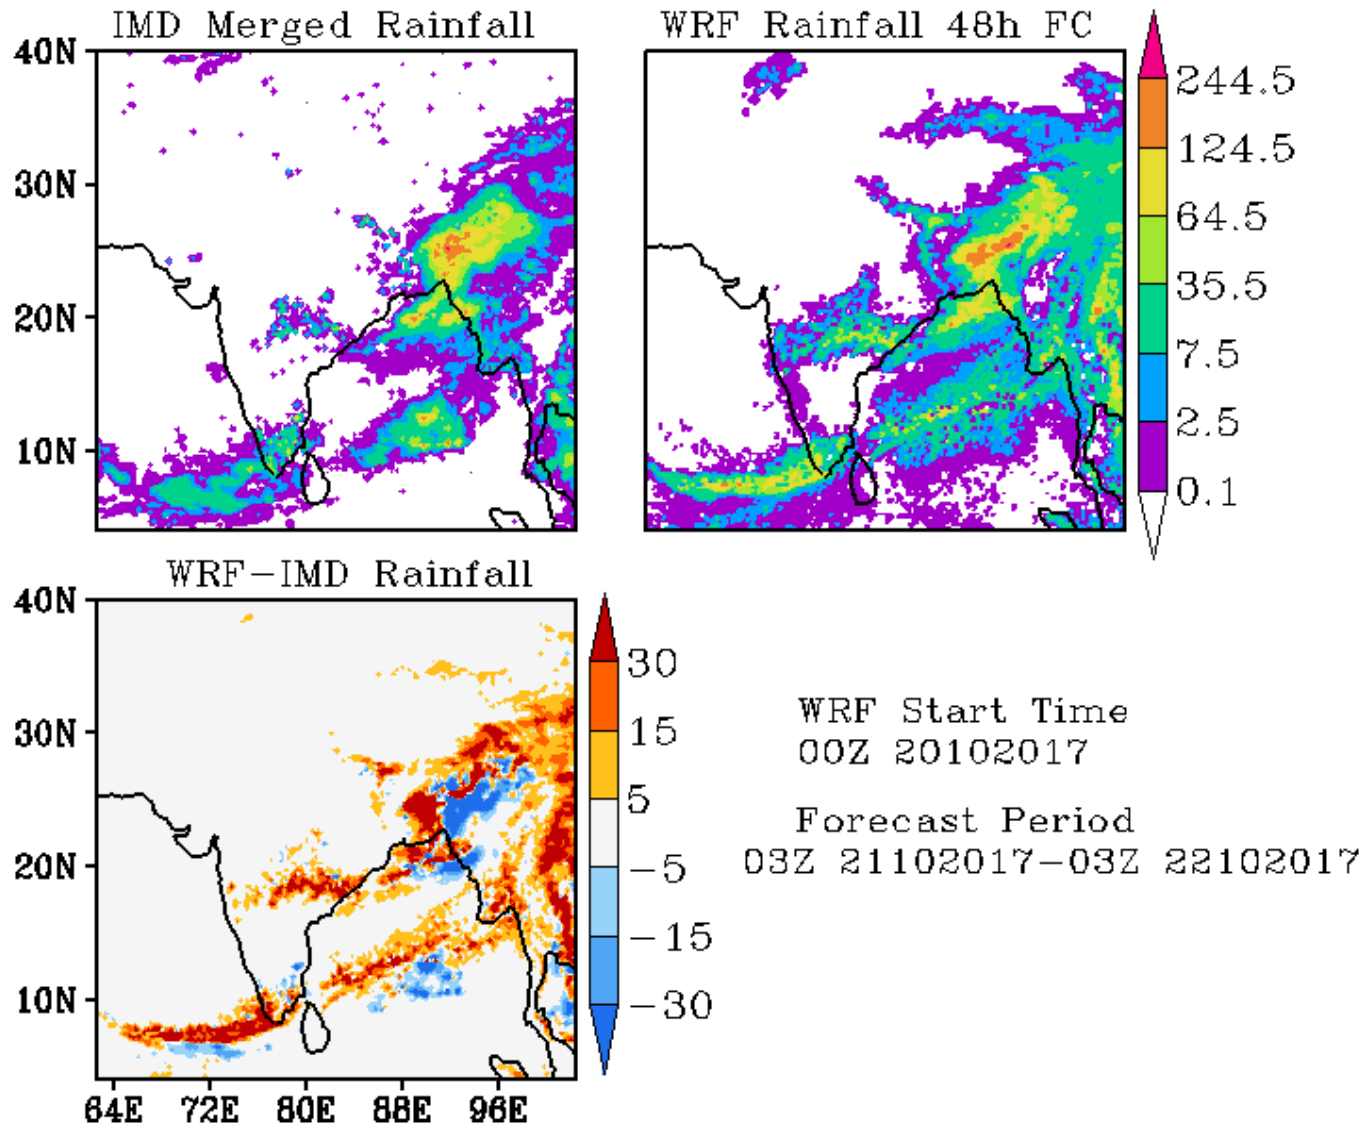 IMD Merged Rainfall
WRF Rainfall 48h FC
40N
30N
20N
10N
244.5
124.5
64.5
35.5
7.5
2.5
0.1
WRF-IMD Rainfall
40N
30N
20N
10N
64E 72E 80E 88E 96E
30
15
5
-5
-15
-30
WRF Start Time
00Z 20102017
Forecast Period
03Z 21102017-03Z 22102017